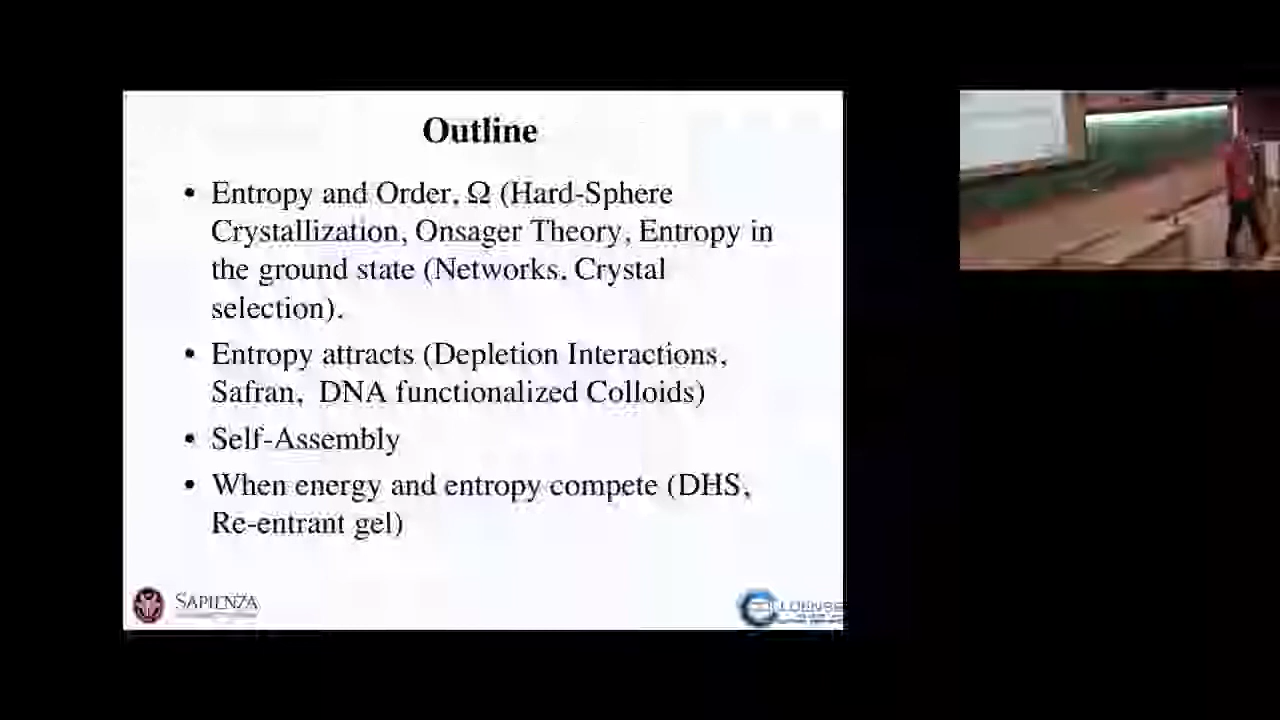 Outline
• Entropy and Order, Ω (Hard-Sphere
Crystallization, Onsager Theory, Entropy in
the ground state (Networks, Crystal
selection).
• Entropy attracts (Depletion Interactions,
Safran, DNA functionalized Colloids)
• Self-Assembly
• When energy and entropy compete (DHS,
Re-entrant gel)
SAPIENZA